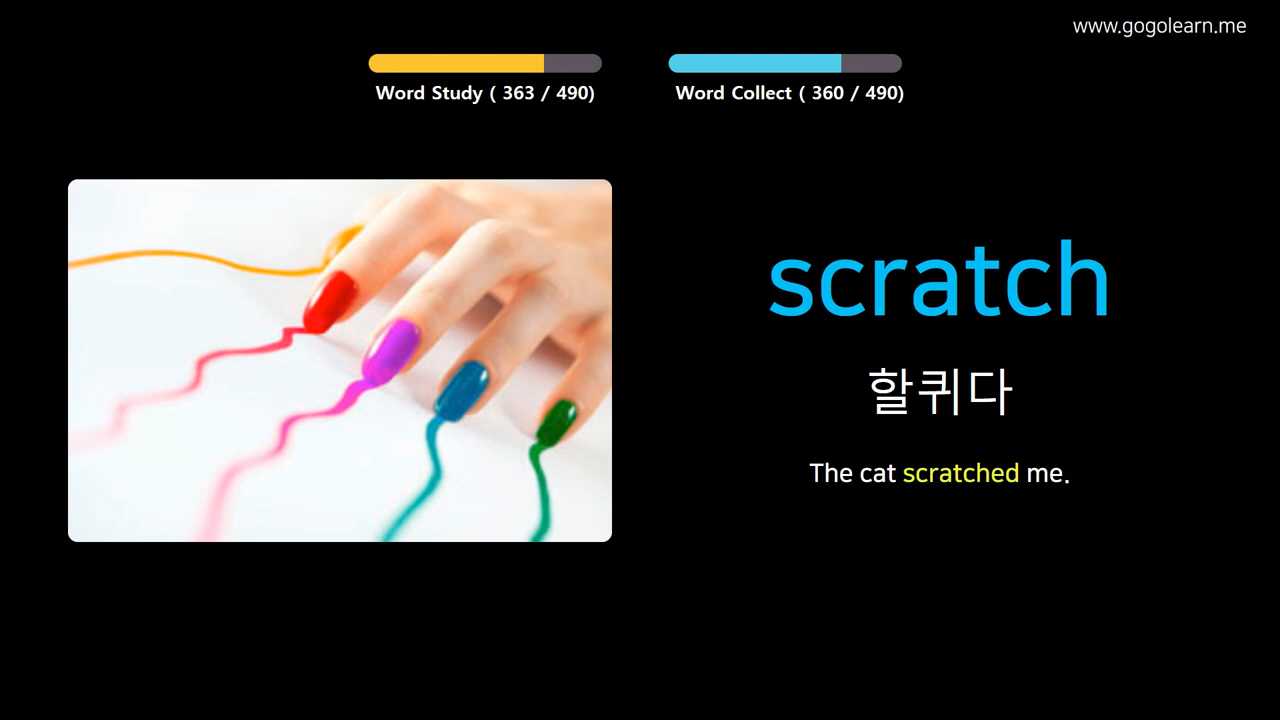 www.gogolearn.me
Word Study ( 363 / 490)
Word Collect ( 360 / 490)
scratch
할퀴다
The cat scratched me.